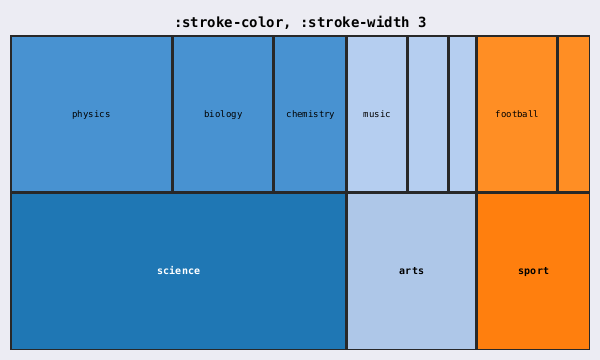 :stroke-color, :stroke-width 3
physics
biology
chemistry
music
football
science
arts
sport